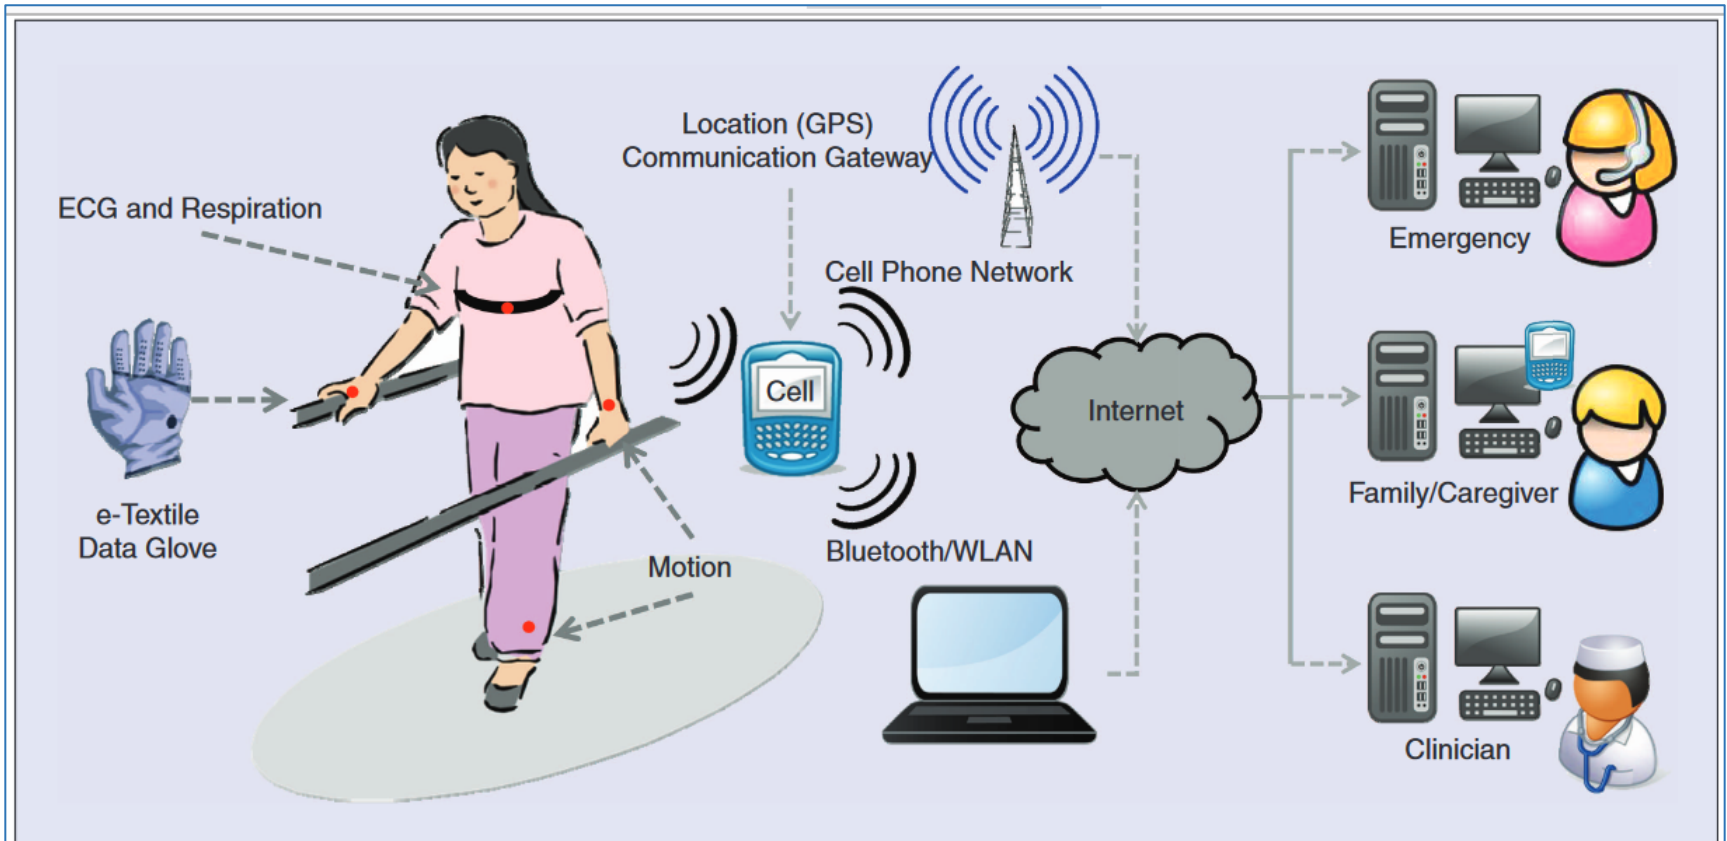 ECG and Respiration
e-Textile
Data Glove
Motion
Location (GPS)
Communication Gateway
Cell Phone Network
Cell
Bluetooth/WLAN
Internet
Emergency
Family/Caregiver
Clinician